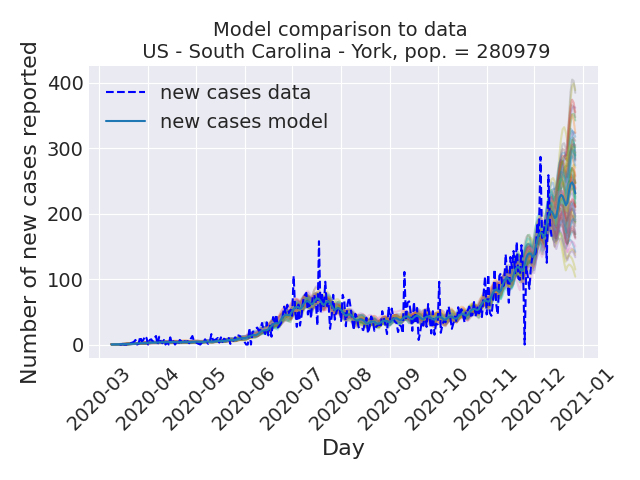 Model comparison to data
US - South Carolina - York, pop. = 280979
Number of new cases reported
400
300
200
100
0
new cases data
new cases model
2020-03
2020-04
2020-05
2020-06
2020-07
2020-08
2020-09
2020-10
2020-11
2020-12
2021-01
Day